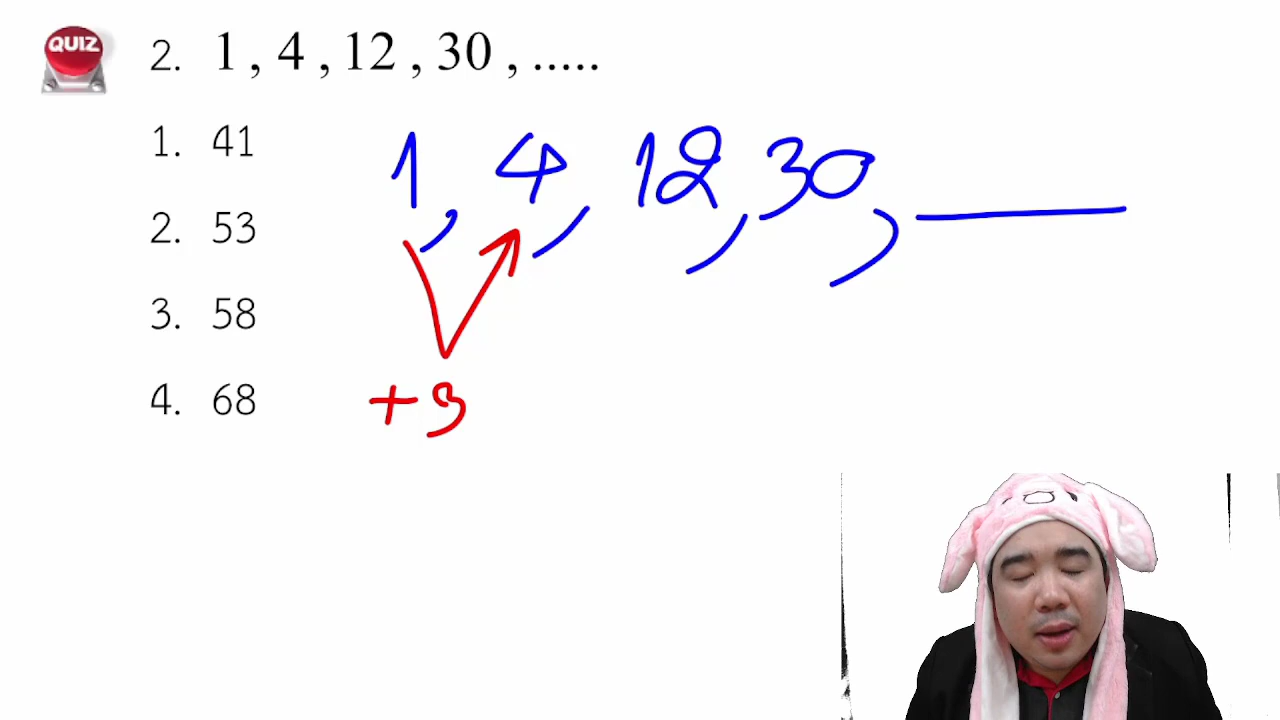 QUIZ
2. 1 , 4 , 12 , 30 , .....
1. 41
2. 53
3. 58
4. 68
1 , 4 , 12 , 30 , ______
+3